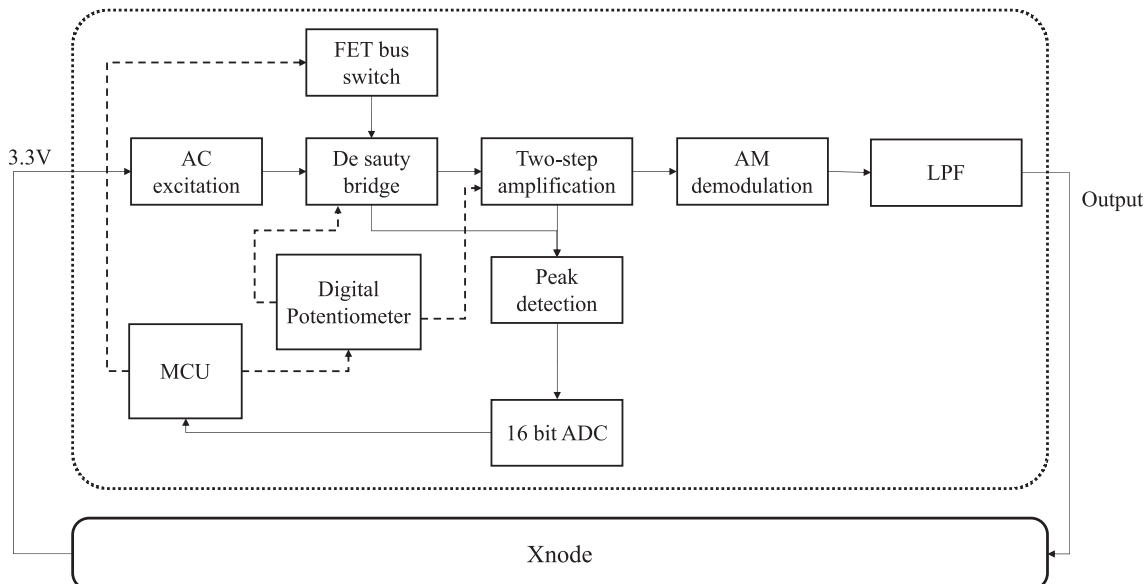 FET bus
switch
3.3V
AC
excitation
De sauty
bridge
Two-step
amplification
AM
demodulation
LPF
Output
Digital
Potentiometer
Peak
detection
MCU
16 bit ADC
Xnode